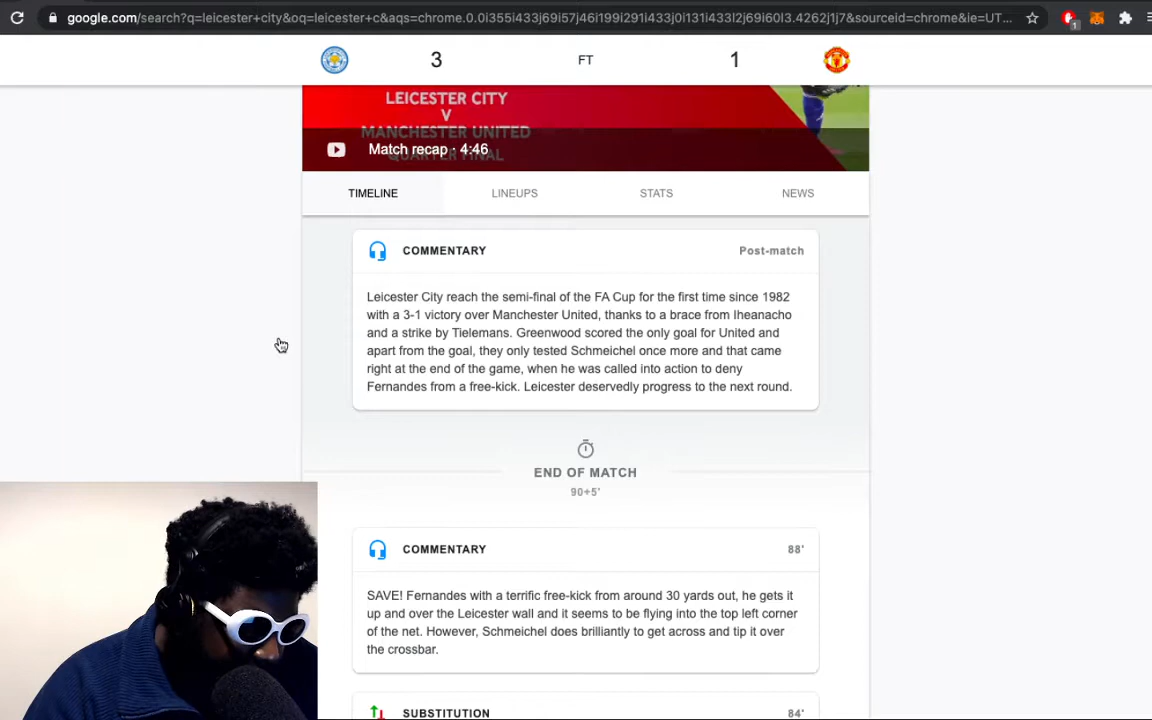 google.com/search?q=leicester+city&oq=leicester+c&aqs=chrome.0.0i355i433j69i57j46i199i291i433j0i131i433l2j69i60l3.4262j1j7&sourceid=chrome&ie=UT...
1
3 FT 1
LEICESTER CITY
V
MANCHESTER UNITED
QUARTER FINAL
Match recap · 4:46
TIMELINE LINEUPS STATS NEWS
COMMENTARY Post-match
Leicester City reach the semi-final of the FA Cup for the first time since 1982
with a 3-1 victory over Manchester United, thanks to a brace from Iheanacho
and a strike by Tielemans. Greenwood scored the only goal for United and
apart from the goal, they only tested Schmeichel once more and that came
right at the end of the game, when he was called into action to deny
Fernandes from a free-kick. Leicester deservedly progress to the next round.
END OF MATCH
90+5'
COMMENTARY 88'
SAVE! Fernandes with a terrific free-kick from around 30 yards out, he gets it
up and over the Leicester wall and it seems to be flying into the top left corner
of the net. However, Schmeichel does brilliantly to get across and tip it over
the crossbar.
SUBSTITUTION 84'